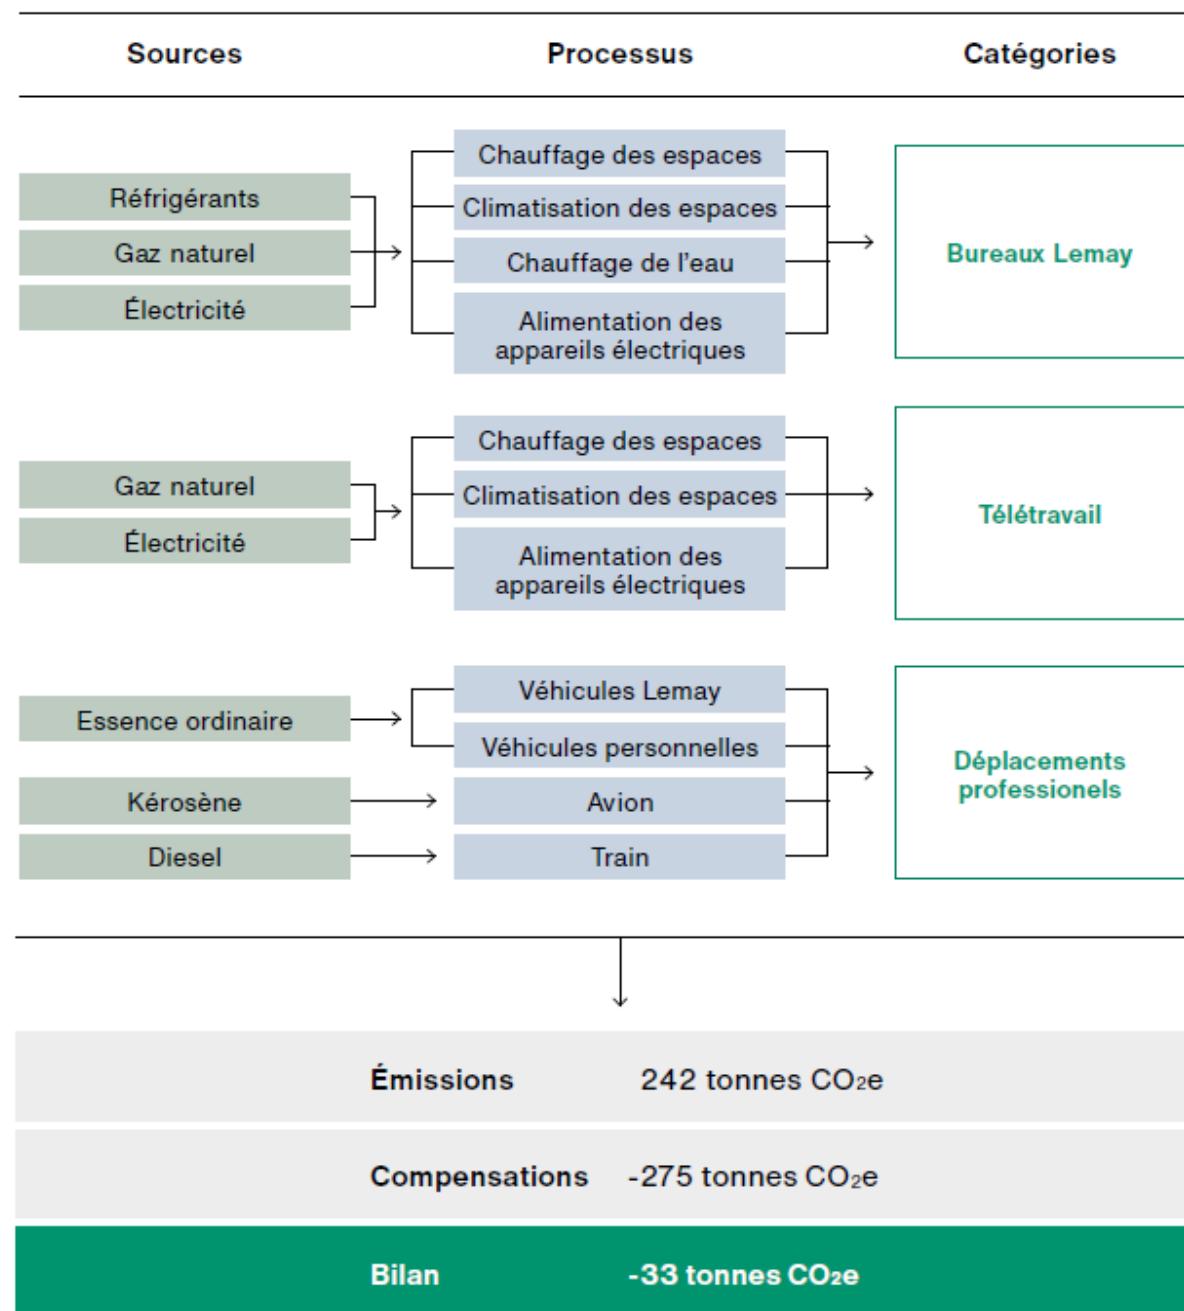 Sources
Processus
Catégories
Réfrigérants
Gaz naturel
Électricité
Chauffage des espaces
Climatisation des espaces
Chauffage de l'eau
Alimentation des
appareils électriques
Bureaux Lemay
Gaz naturel
Électricité
Chauffage des espaces
Climatisation des espaces
Alimentation des
appareils électriques
Télétravail
Essence ordinaire
Kérosène
Diesel
Véhicules Lemay
Véhicules personnelles
Avion
Train
Déplacements
professionels
Émissions 242 tonnes CO₂e
Compensations -275 tonnes CO₂e
Bilan -33 tonnes CO₂e